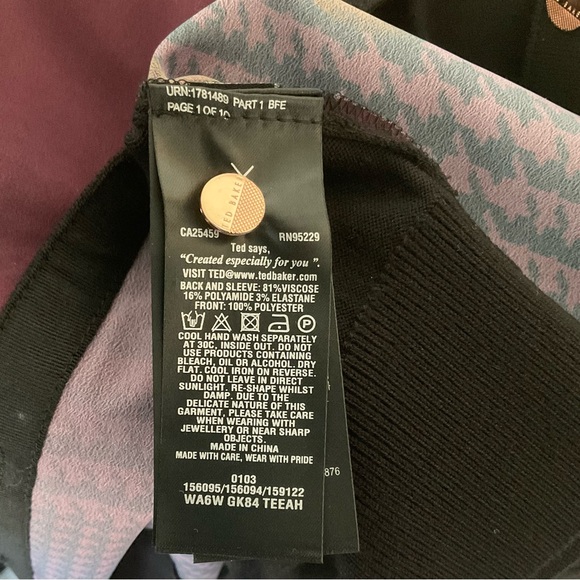 URN:1781489 PART 1 BFE
PAGE 1 OF 10
TED BAKER
CA25459 RN95229
Ted says,
“Created especially for you ”.
VISIT TED@www.tedbaker.com
BACK AND SLEEVE: 81%VISCOSE
16% POLYAMIDE 3% ELASTANE
FRONT: 100% POLYESTER
COOL HAND WASH SEPARATELY
AT 30C, INSIDE OUT. DO NOT
USE PRODUCTS CONTAINING
BLEACH, OIL OR ALCOHOL. DRY
FLAT. COOL IRON ON REVERSE.
DO NOT LEAVE IN DIRECT
SUNLIGHT. RE-SHAPE WHILST
DAMP. DUE TO THE
DELICATE NATURE OF THIS
GARMENT, PLEASE TAKE CARE
WHEN WEARING WITH
JEWELLERY OR NEAR SHARP
OBJECTS.
MADE IN CHINA
MADE WITH CARE, WEAR WITH PRIDE
876
0103
156095/156094/159122
WA6W GK84 TEEAH